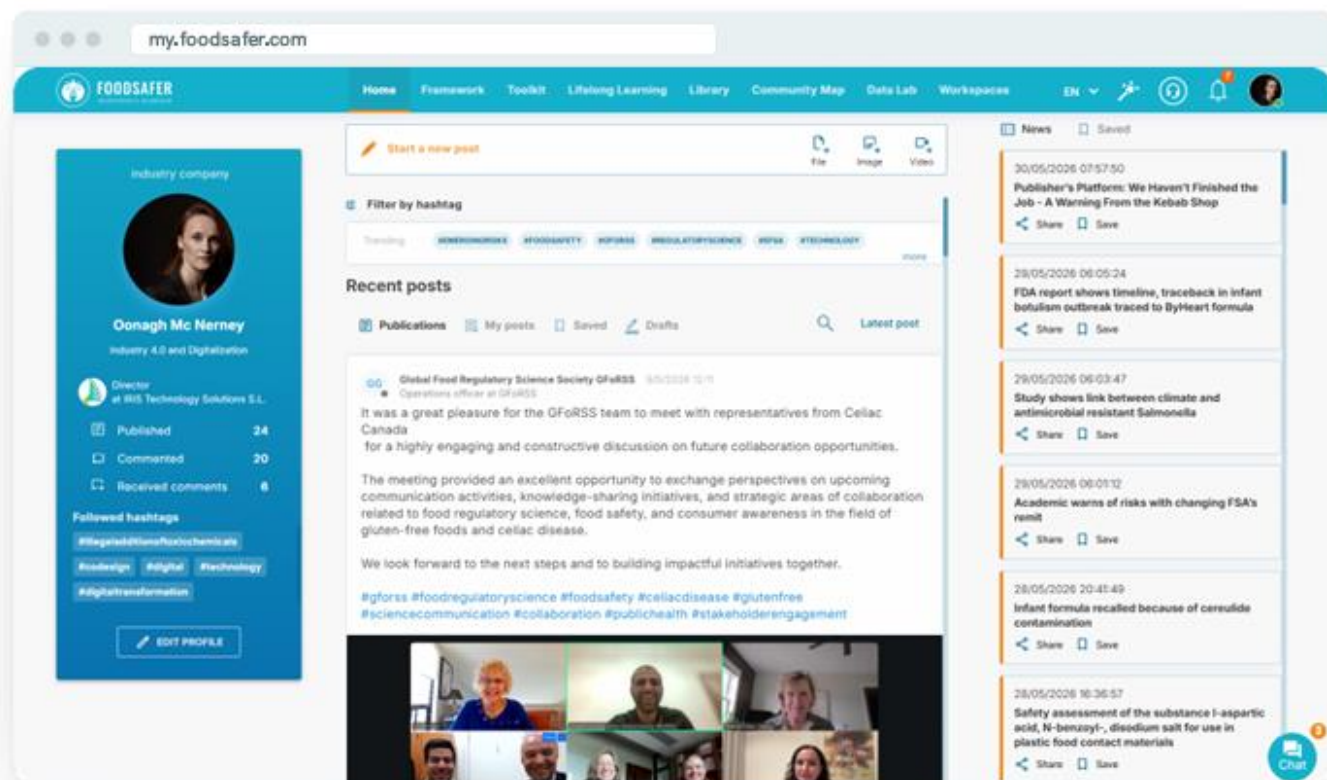 my.foodsafer.com
FOODSAFER
Home Framework Toolkit Lifelong Learning Library Community Map Data Lab Workspaces EN
Industry company
Oonagh Mc Nerney
Industry 4.0 and Digitalization
Director
at IRIS Technology Solutions S.L.
Published 24
Commented 20
Received comments 6
Followed hashtags
#illegaladditionoftoxicchemicals
#codesign #digital #technology
#digitaltransformation
EDIT PROFILE
Start a new post
File Image Video
Filter by hashtag
Trending #FOODSAFETY #GFORSS #REGULATORYSCIENCE #EFSA #TECHNOLOGY
more
Recent posts
Publications My posts Saved Drafts Latest post
GG Global Food Regulatory Science Society GFoRSS
Operations officer at GFoRSS
It was a great pleasure for the GFoRSS team to meet with representatives from Celiac
Canada
for a highly engaging and constructive discussion on future collaboration opportunities.
The meeting provided an excellent opportunity to exchange perspectives on upcoming
communication activities, knowledge-sharing initiatives, and strategic areas of collaboration
related to food regulatory science, food safety, and consumer awareness in the field of
gluten-free foods and celiac disease.
We look forward to the next steps and to building impactful initiatives together.
#gforss #foodregulatoryscience #foodsafety #celiacdisease #glutenfree
#sciencecommunication #collaboration #publichealth #stakeholderengagement
News Saved
30/05/2026 07:57:50
Publisher's Platform: We Haven't Finished the
Job - A Warning From the Kebab Shop
Share Save
29/05/2026 06:05:24
FDA report shows timeline, traceback in infant
botulism outbreak traced to ByHeart formula
Share Save
29/05/2026 06:03:47
Study shows link between climate and
antimicrobial resistant Salmonella
Share Save
29/05/2026 06:01:12
Academic warns of risks with changing FSA's
remit
Share Save
28/05/2026 20:41:49
Infant formula recalled because of cereulide
contamination
Share Save
28/05/2026 16:36:57
Safety assessment of the substance l-aspartic
acid, N-benzoyl-, disodium salt for use in
plastic food contact materials
Share Save
Chat